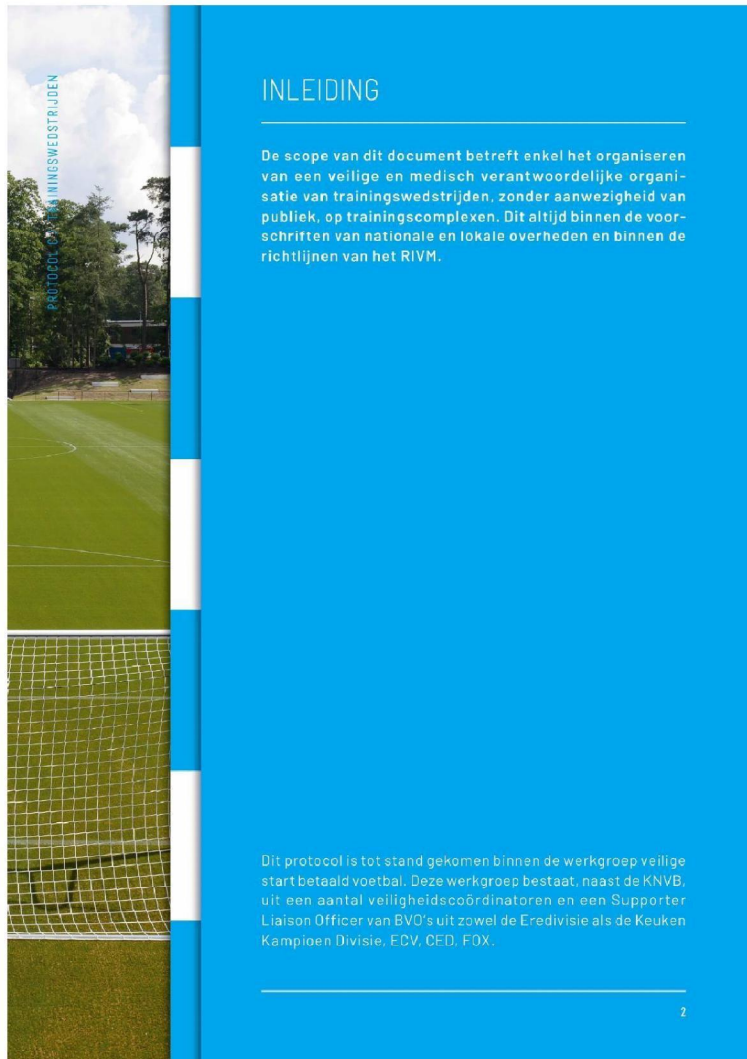 PROTOCOL C TRAININGSWEDSTRIJDEN
INLEIDING
De scope van dit document betreft enkel het organiseren
van een veilige en medisch verantwoordelijke organi-
satie van trainingswedstrijden, zonder aanwezigheid van
publiek, op trainingscomplexen. Dit altijd binnen de voor-
schriften van nationale en lokale overheden en binnen de
richtlijnen van het RIVM.
Dit protocol is tot stand gekomen binnen de werkgroep veilige
start betaald voetbal. Deze werkgroep bestaat, naast de KNVB,
uit een aantal veiligheidscoördinatoren en een Supporter
Liaison Officer van BVO's uit zowel de Eredivisie als de Keuken
Kampioen Divisie, ECV, CED, FOX.
2